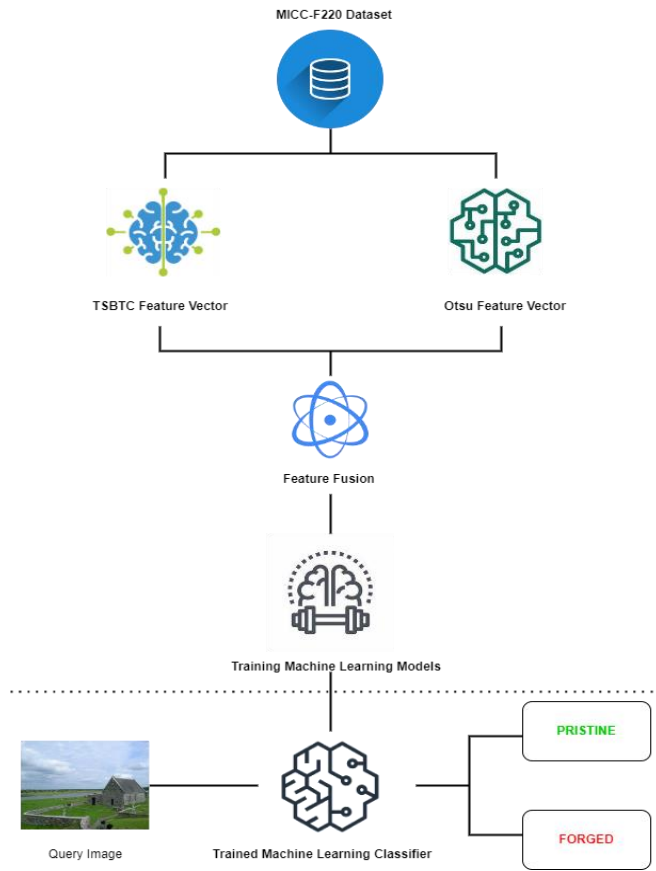 MICC-F220 Dataset
TSBTC Feature Vector
Otsu Feature Vector
Feature Fusion
Training Machine Learning Models
PRISTINE
Query Image
Trained Machine Learning Classifier
FORGED